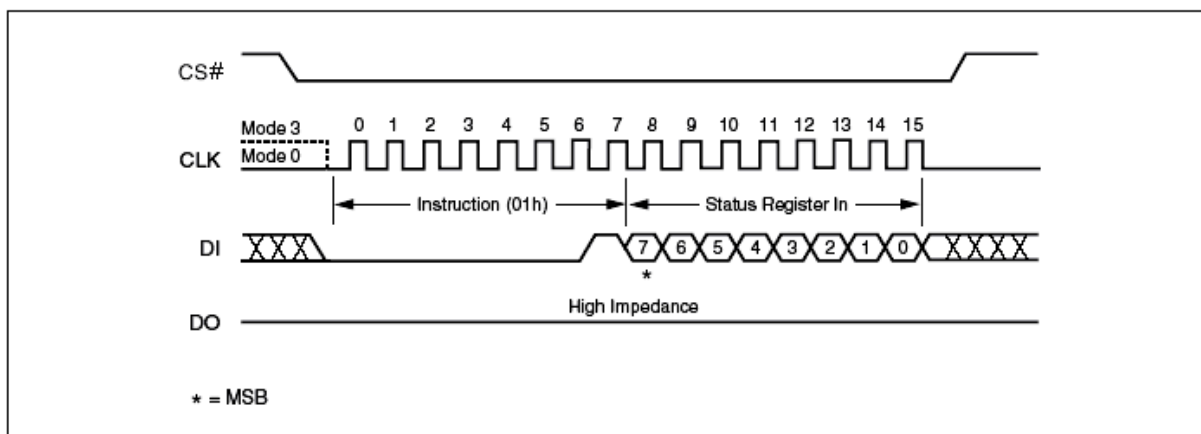 CS#
Mode 3 0 1 2 3 4 5 6 7 8 9 10 11 12 13 14 15
CLK Mode 0
Instruction (01h) Status Register In
DI 7 6 5 4 3 2 1 0
*
High Impedance
DO
* = MSB